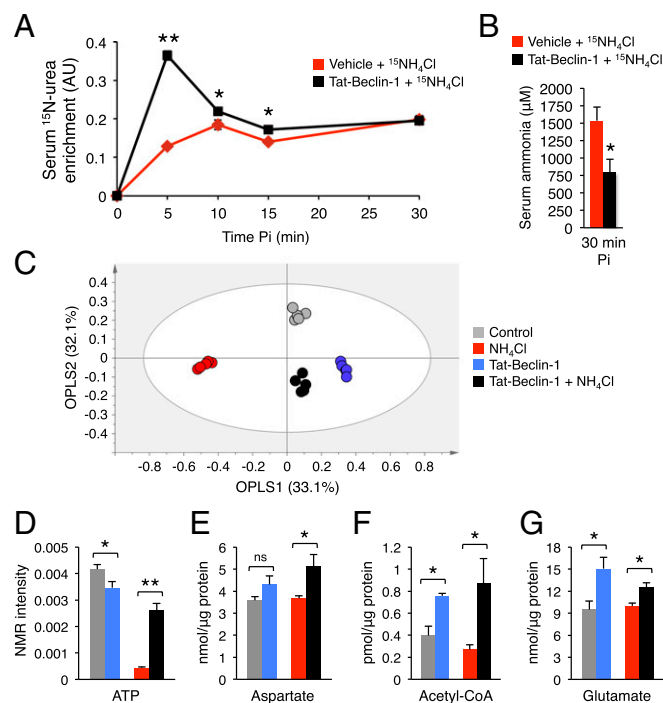 A
Serum ¹⁵N-urea
enrichment (AU)
0.4
0.3
0.2
0.1
0
**
*
*
Vehicle + ¹⁵NH₄Cl
Tat-Beclin-1 + ¹⁵NH₄Cl
0 5 10 15 20 25 30
Time Pi (min)
B
Vehicle + ¹⁵NH₄Cl
Tat-Beclin-1 + ¹⁵NH₄Cl
Serum ammonia (µM)
2000
1750
1500
1250
1000
750
500
250
0
*
30 min
Pi
C
OPLS2 (32.1%)
0.4
0.3
0.2
0.1
0
-0.1
-0.2
-0.3
-0.4
-0.8 -0.6 -0.4 -0.2 0 0.2 0.4 0.6 0.8
OPLS1 (33.1%)
Control
NH₄Cl
Tat-Beclin-1
Tat-Beclin-1 + NH₄Cl
D
NMR intensity
0.005
0.004
0.003
0.002
0.001
0
*
**
ATP
E
nmol/µg protein
6
5
4
3
2
1
0
ns
*
Aspartate
F
pmol/µg protein
1.2
1
0.8
0.6
0.4
0.2
0
*
*
Acetyl-CoA
G
nmol/µg protein
18
15
12
9
6
3
0
*
*
Glutamate